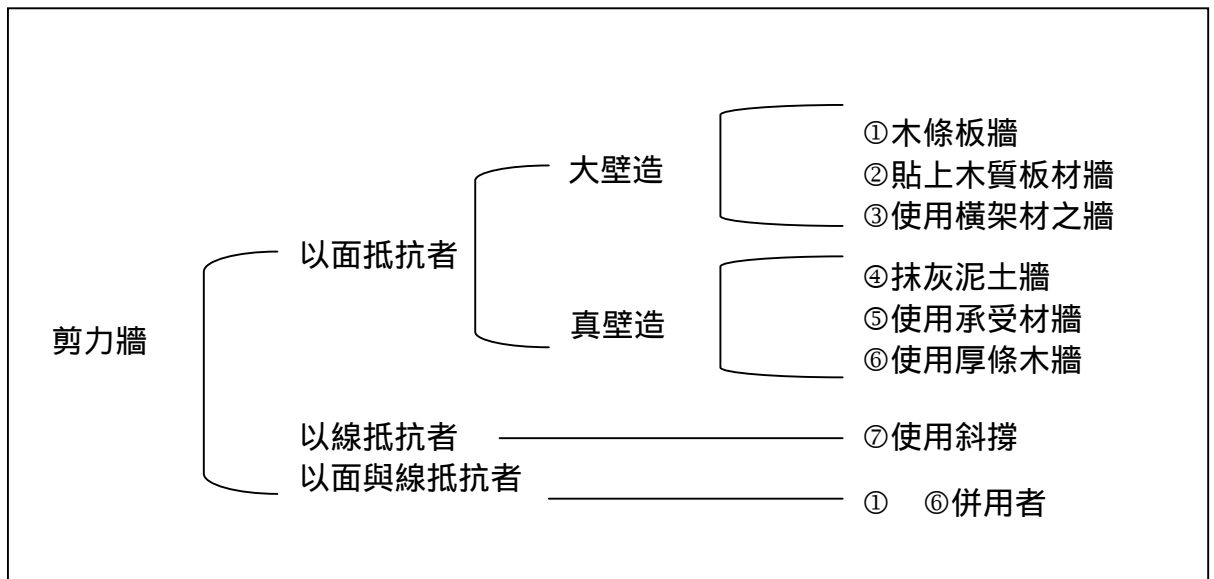 剪力牆
以面抵抗者
大壁造
①木條板牆
②貼上木質板材牆
③使用橫架材之牆
真壁造
④抹灰泥土牆
⑤使用承受材牆
⑥使用厚條木牆
以線抵抗者
⑦使用斜撐
以面與線抵抗者
① ⑥併用者